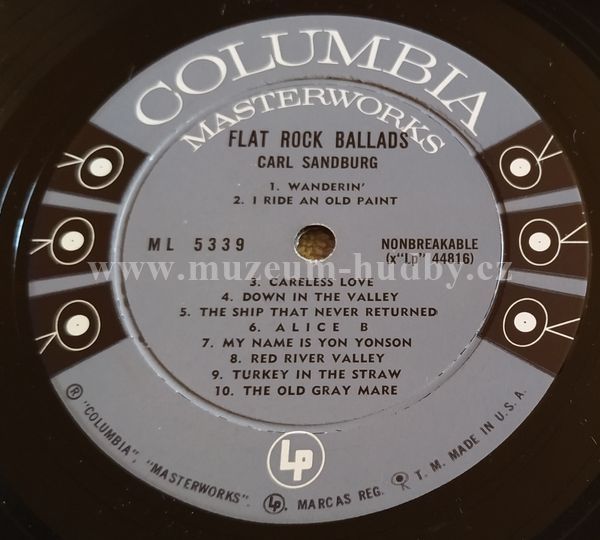 COLUMBIA
MASTERWORKS
FLAT ROCK BALLADS
CARL SANDBURG
1. WANDERIN'
2. I RIDE AN OLD PAINT
ML 5339
NONBREAKABLE
(x"Lp" 44816)
www.muzeum-hudby.cz
3. CARELESS LOVE
4. DOWN IN THE VALLEY
5. THE SHIP THAT NEVER RETURNED
6. ALICE B
7. MY NAME IS YON YONSON
8. RED RIVER VALLEY
9. TURKEY IN THE STRAW
10. THE OLD GRAY MARE
LP
® "COLUMBIA", "MASTERWORKS", LP, MARCAS REG. T. M. MADE IN U. S. A.